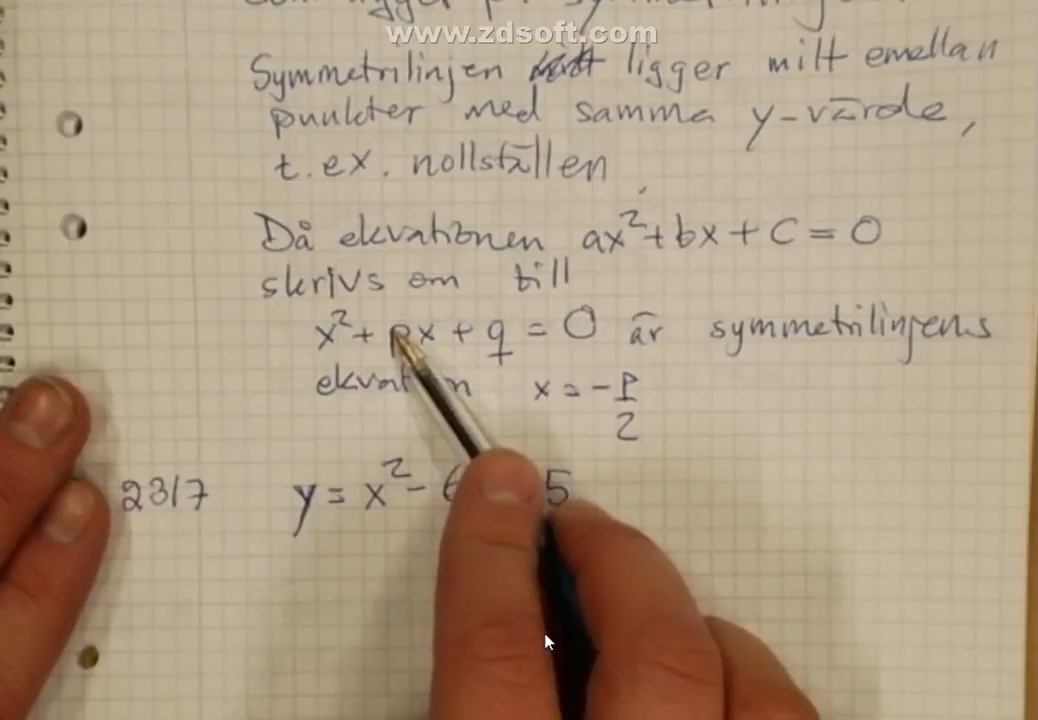 www.zdsoft.com
Symmetrilinjen ligger mitt emellan
punkter med samma y-värde,
t.ex. nollställen
Då ekvationen ax²+bx+c=0
skrivs om till
x²+px+q=0 är symmetrilinjens
x=-p/2
2317 y=x²-6 5